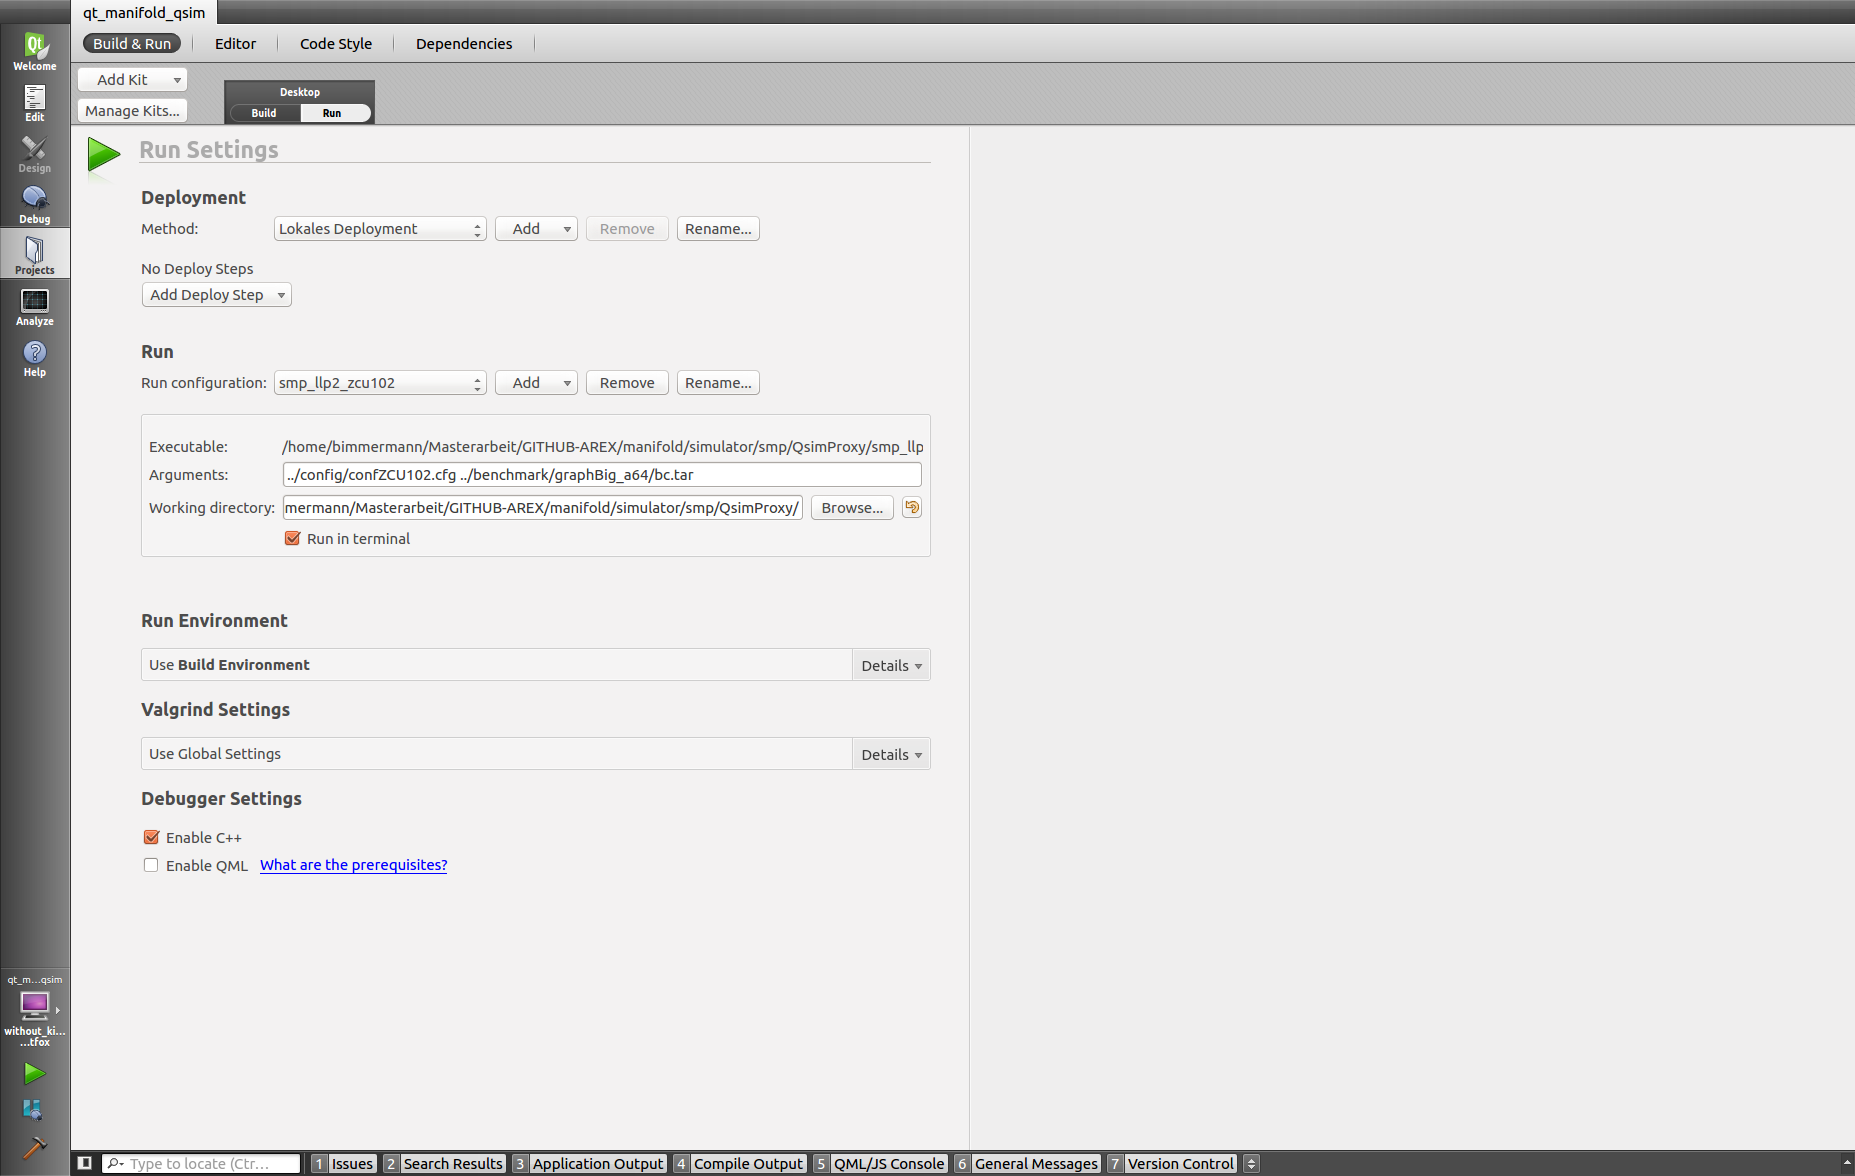 qt_manifold_qsim
Build & Run
Editor
Code Style
Dependencies
Welcome
Edit
Design
Debug
Projects
Analyze
Help
Add Kit
Manage Kits...
Desktop
Build
Run
Run Settings
Deployment
Method:
Lokales Deployment
Add
Remove
Rename...
No Deploy Steps
Add Deploy Step
Run
Run configuration:
smp_llp2_zcu102
Add
Remove
Rename...
Executable:
/home/bimmermann/Masterarbeit/GITHUB-AREX/manifold/simulator/smp/QsimProxy/smp_llp
Arguments:
../config/confZCU102.cfg ../benchmark/graphBig_a64/bc.tar
Working directory:
mermann/Masterarbeit/GITHUB-AREX/manifold/simulator/smp/QsimProxy/
Browse...
Run in terminal
Run Environment
Use Build Environment
Details
Valgrind Settings
Use Global Settings
Details
Debugger Settings
Enable C++
Enable QML
What are the prerequisites?
qt_m...qsim
without_ki...
...tfox
Type to locate (Ctr...
1 Issues
2 Search Results
3 Application Output
4 Compile Output
5 QML/JS Console
6 General Messages
7 Version Control